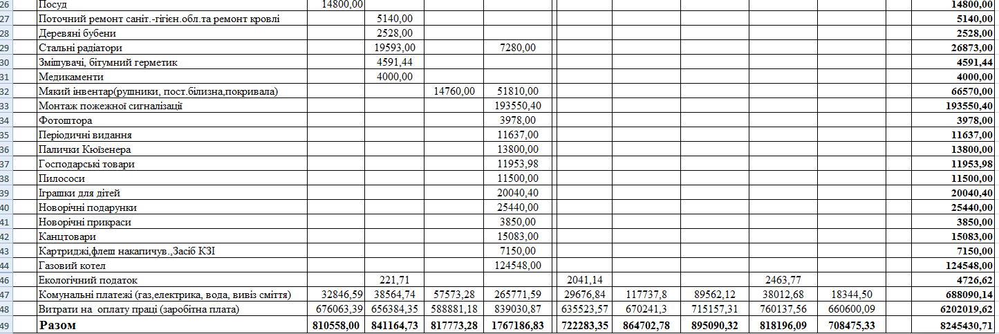 26 Посуд 14800,00 14800,00
27 Поточний ремонт саніт.-гігієн.обл.та ремонт кровлі 5140,00 5140,00
28 Деревяні бубени 2528,00 2528,00
29 Стальні радіатори 19593,00 7280,00 26873,00
30 Змішувачі, бітумний герметик 4591,44 4591,44
31 Медикаменти 4000,00 4000,00
32 Мякий інвентар(рушники, пост.білизна,покривала) 14760,00 51810,00 66570,00
33 Монтаж пожежної сигналізації 193550,40 193550,40
34 Фотоштора 3978,00 3978,00
35 Періодичні видання 11637,00 11637,00
36 Палички Кюїзенера 13800,00 13800,00
37 Господарські товари 11953,98 11953,98
38 Пилососи 11500,00 11500,00
39 Іграшки для дітей 20040,40 20040,40
40 Новорічні подарунки 25440,00 25440,00
41 Новорічні прикраси 3850,00 3850,00
42 Канцтовари 15083,00 15083,00
43 Картриджі,флеш накапичув.,Засіб КЗІ 7150,00 7150,00
44 Газовий котел 124548,00 124548,00
46 Екологічний податок 221,71 2041,14 2463,77 4726,62
47 Комунальні платежі (газ,електрика, вода, вивіз сміття) 32846,59 38564,74 57573,28 265771,59 29676,84 117737,8 89562,12 38012,68 18344,50 688090,14
48 Витрати на оплату праці (заробітна плата) 676063,39 656384,35 588881,18 839030,87 635523,57 670241,3 715157,31 760137,56 660600,09 6202019,62
49 Разом 810558,00 841164,73 817773,28 1767186,83 722283,35 864702,78 895090,32 818196,09 708475,33 8245430,71